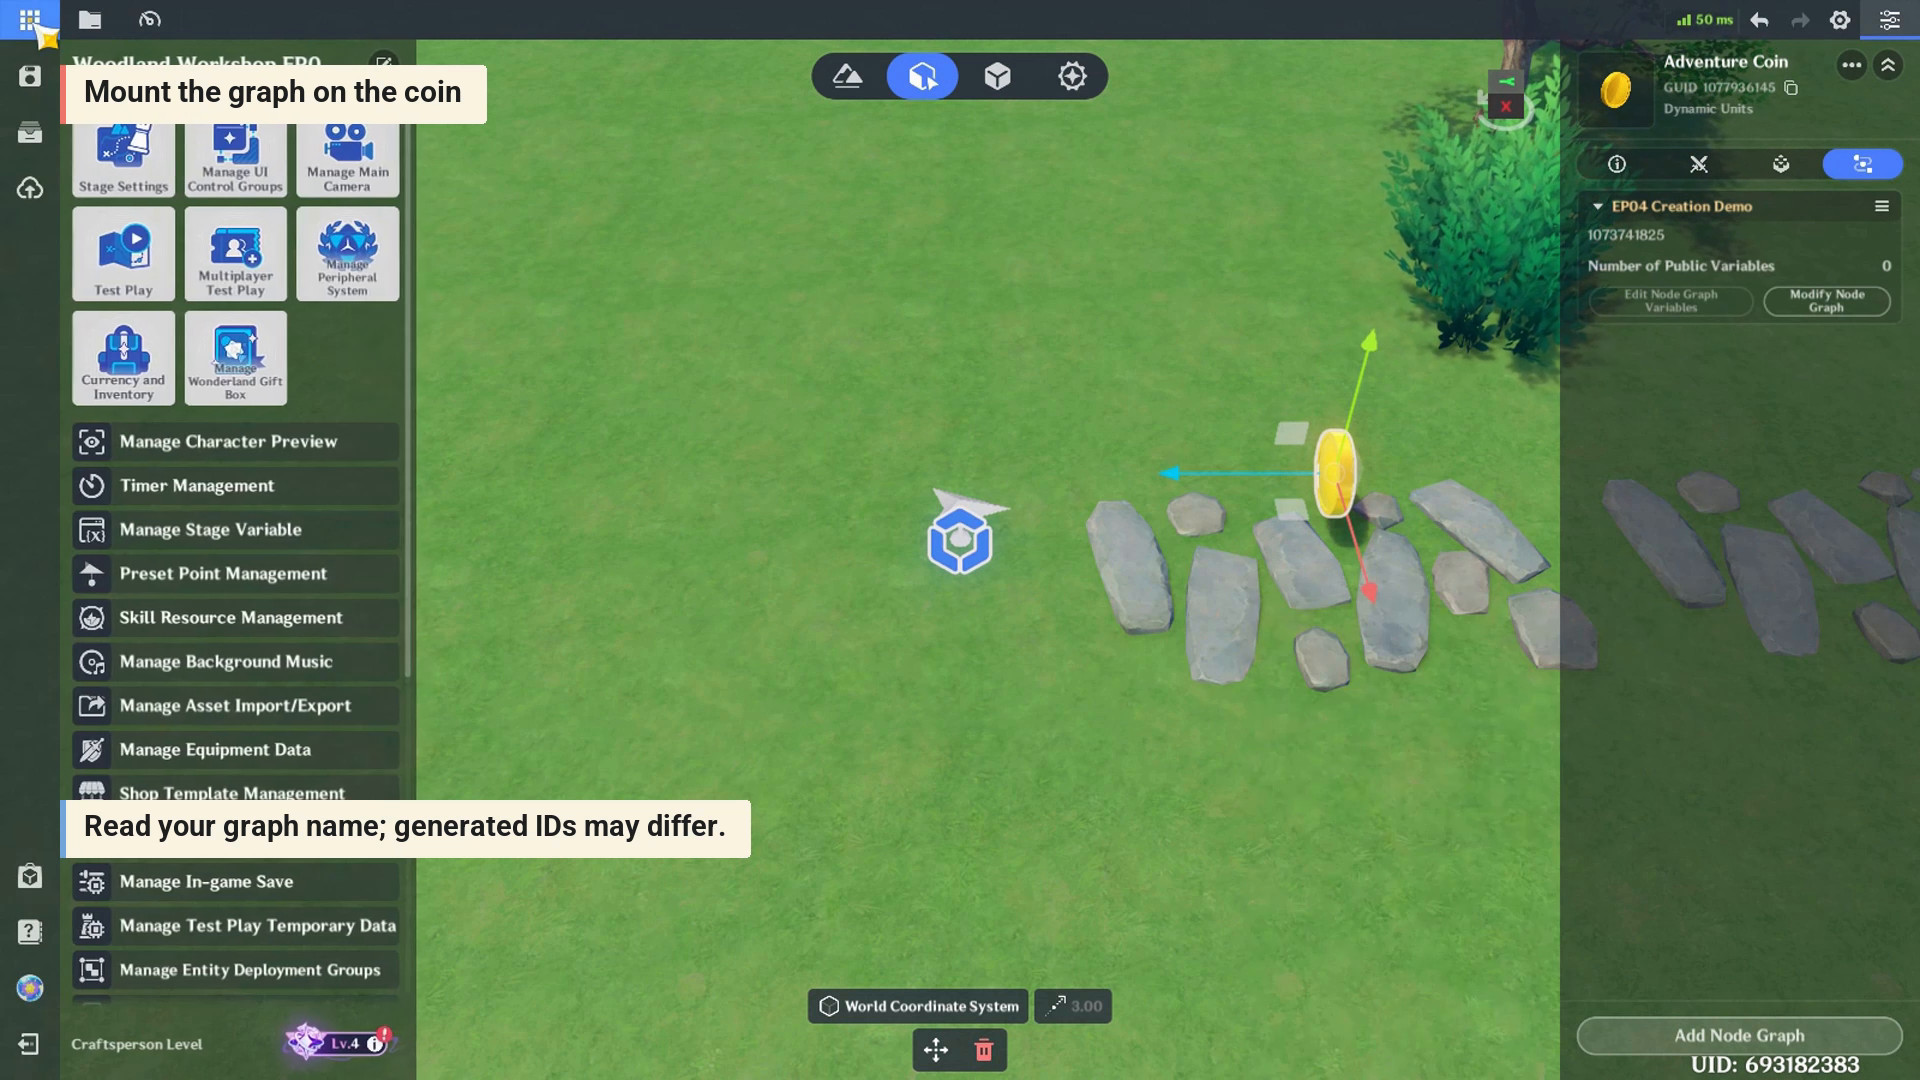 50 ms
Woodland Workshop EP0
Mount the graph on the coin
Stage Settings
Manage UI
Control Groups
Manage Main
Camera
Test Play
Multiplayer
Test Play
Manage
Peripheral
System
Currency and
Inventory
Manage
Wonderland Gift
Box
Manage Character Preview
Timer Management
Manage Stage Variable
Preset Point Management
Skill Resource Management
Manage Background Music
Manage Asset Import/Export
Manage Equipment Data
Shop Template Management
Read your graph name; generated IDs may differ.
Manage In-game Save
Manage Test Play Temporary Data
Manage Entity Deployment Groups
Craftsperson Level
Lv.4
World Coordinate System
3.00
Adventure Coin
GUID 1077936145
Dynamic Units
EP04 Creation Demo
1073741825
Number of Public Variables 0
Edit Node Graph
Variables
Modify Node
Graph
Add Node Graph
UID: 693182383